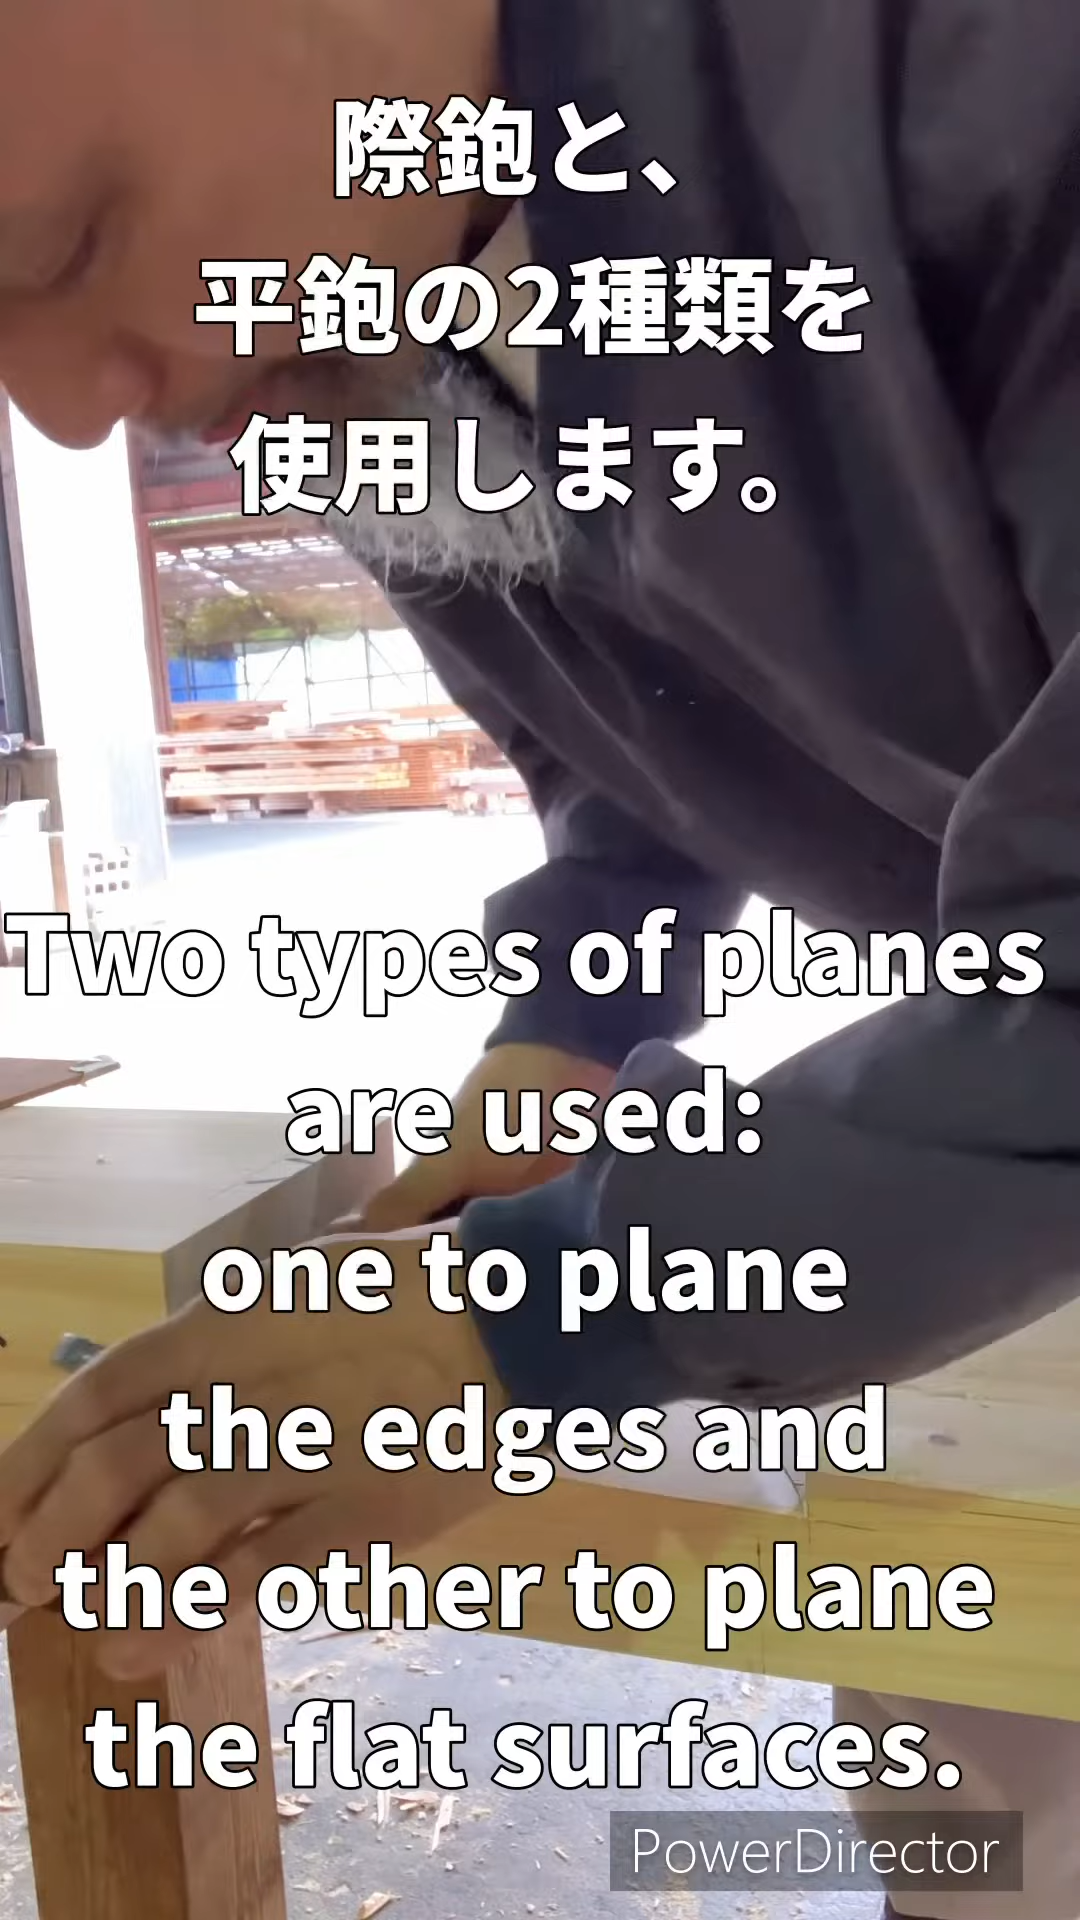 際鉋と、
平鉋の2種類を
使用します。
Two types of planes
are used:
one to plane
the edges and
the other to plane
the flat surfaces.
PowerDirector